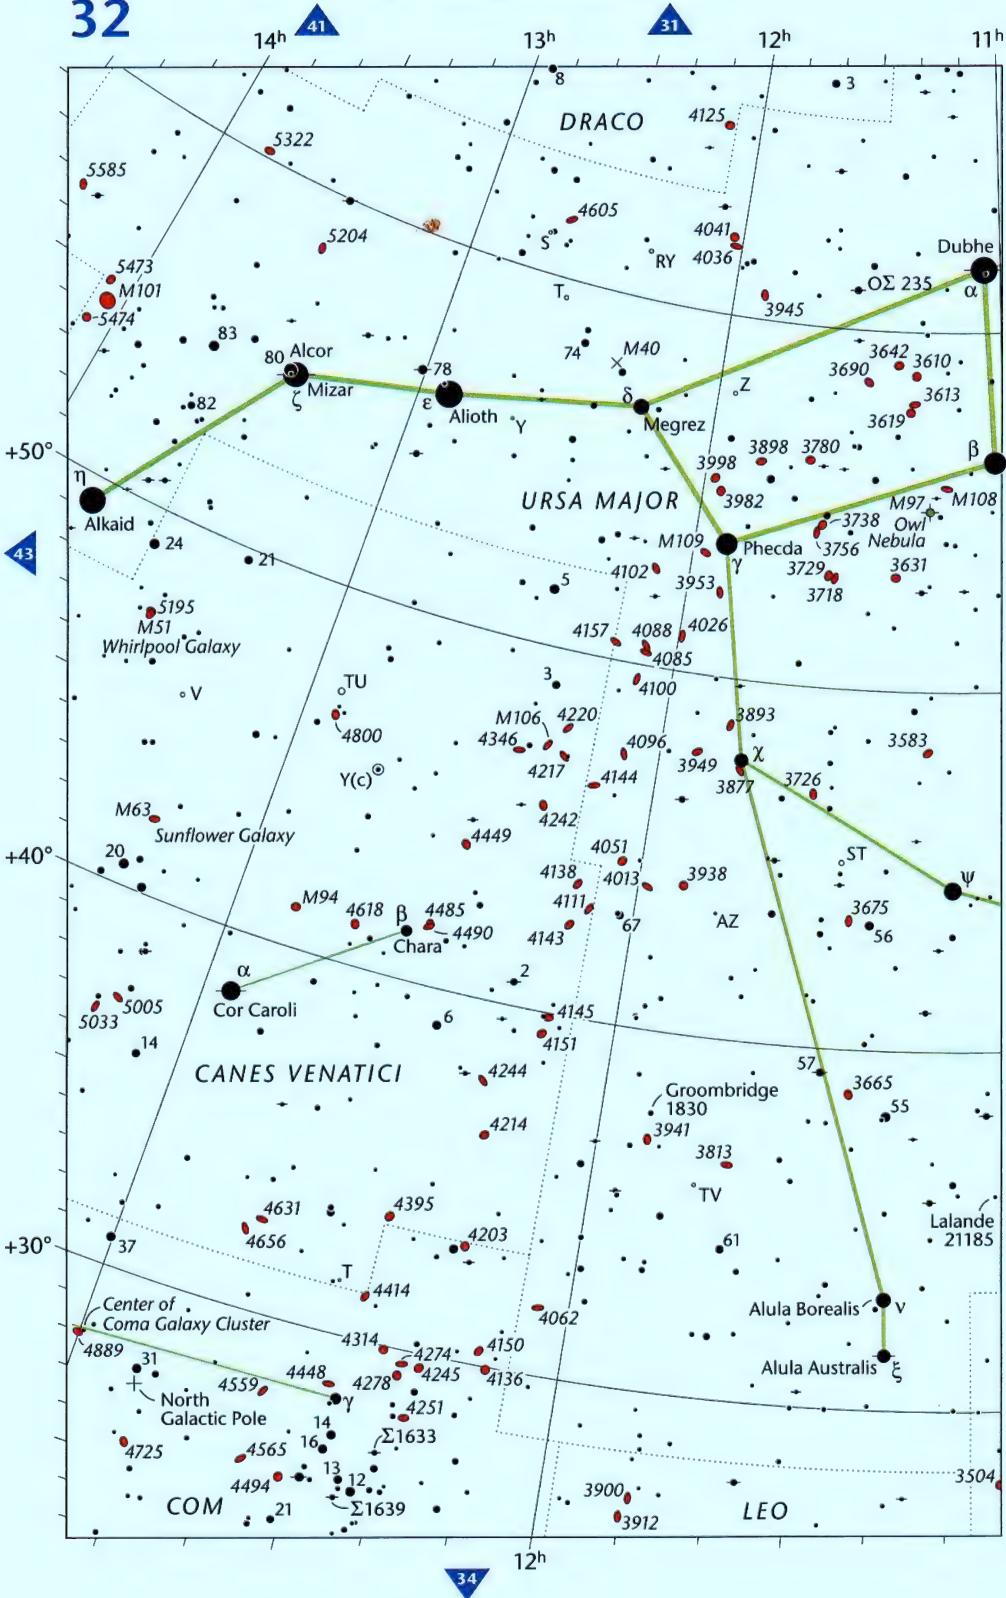 32
14h
41
13h
31
12h
11h
8
DRACO
4125
3
5322
5585
4605
S
4041
4036
RY
5204
Dubhe
α
5473
M101
5474
T
OΣ 235
3945
83
80
Alcor
Mizar
ζ
78
ε
Alioth
74
M40
δ
Megrez
Z
3642
3610
3690
3613
3619
82
Y
+50°
η
Alkaid
URSA MAJOR
3998
3898
3780
3982
β
M97
M108
Owl
Nebula
3738
3756
43
24
21
M109
Phecda
γ
4102
3953
3729
3718
3631
5
5195
M51
Whirlpool Galaxy
4157
4088
4026
4085
4100
V
TU
3
4800
M106
4220
4346
4217
4096
3893
3949
χ
3877
3583
Y(c)
4144
3726
4242
M63
Sunflower Galaxy
4449
+40°
20
4051
4138
4013
3938
ST
ψ
M94
4618
β
Chara
4485
4490
4111
4143
67
AZ
3675
56
α
Cor Caroli
2
5005
5033
6
4145
4151
14
CANES VENATICI
4244
57
Groombridge
1830
3665
55
4214
3941
3813
TV
4631
4656
4395
4203
Lalande
21185
37
61
+30°
T
4414
Center of
Coma Galaxy Cluster
4889
4062
Alula Borealis
ν
4314
4274
4150
31
4448
4278
4245
4136
Alula Australis
ξ
North
Galactic Pole
4559
γ
4251
14
16
Σ1633
4725
4565
4494
13
12
Σ1639
COM
21
3900
3912
LEO
3504
12h
34